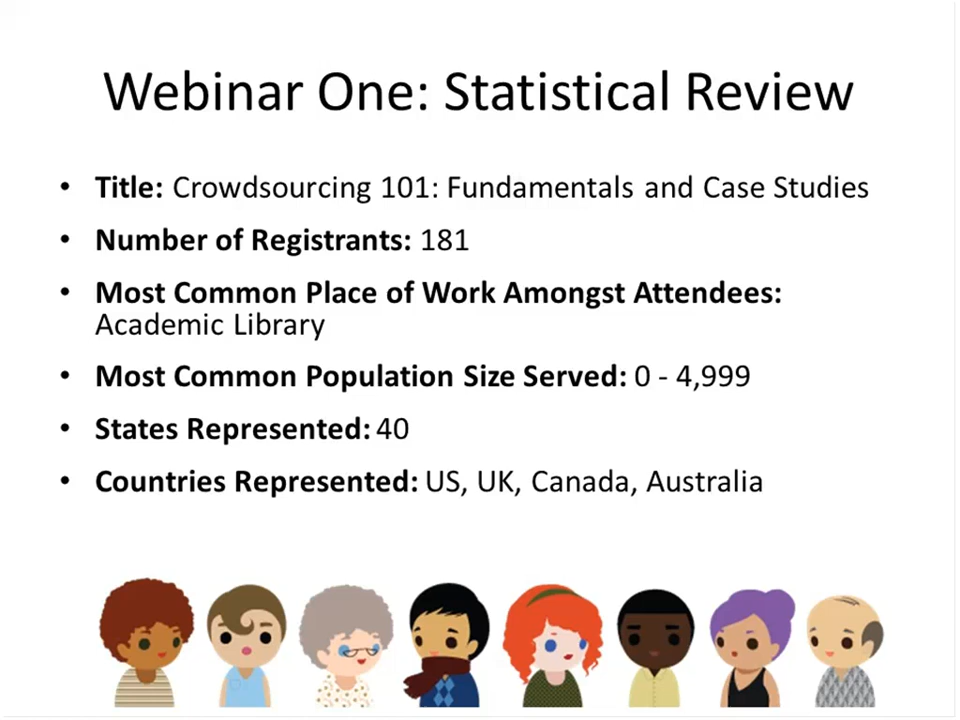 Webinar One: Statistical Review
• Title: Crowdsourcing 101: Fundamentals and Case Studies
• Number of Registrants: 181
• Most Common Place of Work Amongst Attendees:
Academic Library
• Most Common Population Size Served: 0 - 4,999
• States Represented: 40
• Countries Represented: US, UK, Canada, Australia